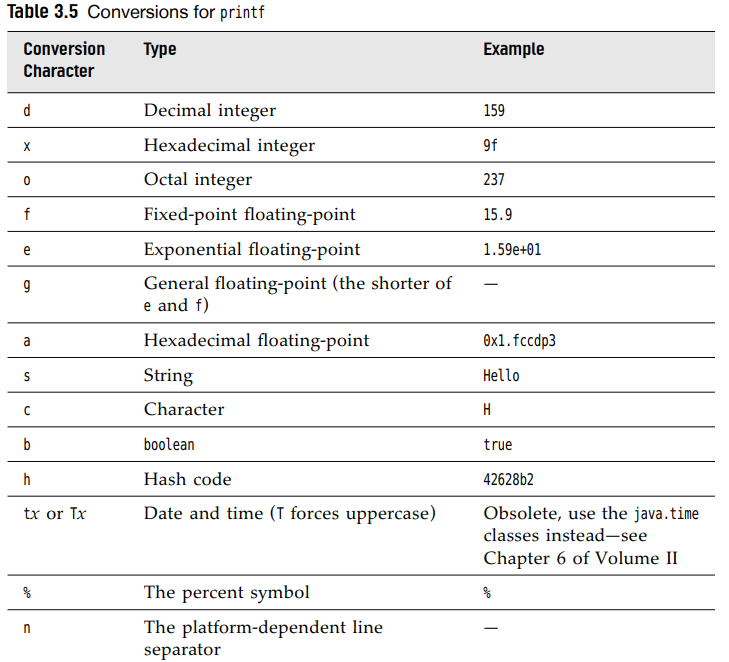 Table 3.5 Conversions for printf
Conversion Character Type Example
d Decimal integer 159
x Hexadecimal integer 9f
o Octal integer 237
f Fixed-point floating-point 15.9
e Exponential floating-point 1.59e+01
g General floating-point (the shorter of —
e and f)
a Hexadecimal floating-point 0x1.fccdp3
s String Hello
c Character H
b boolean true
h Hash code 42628b2
tx or Tx Date and time (T forces uppercase) Obsolete, use the java.time
classes instead—see
Chapter 6 of Volume II
% The percent symbol %
n The platform-dependent line —
separator